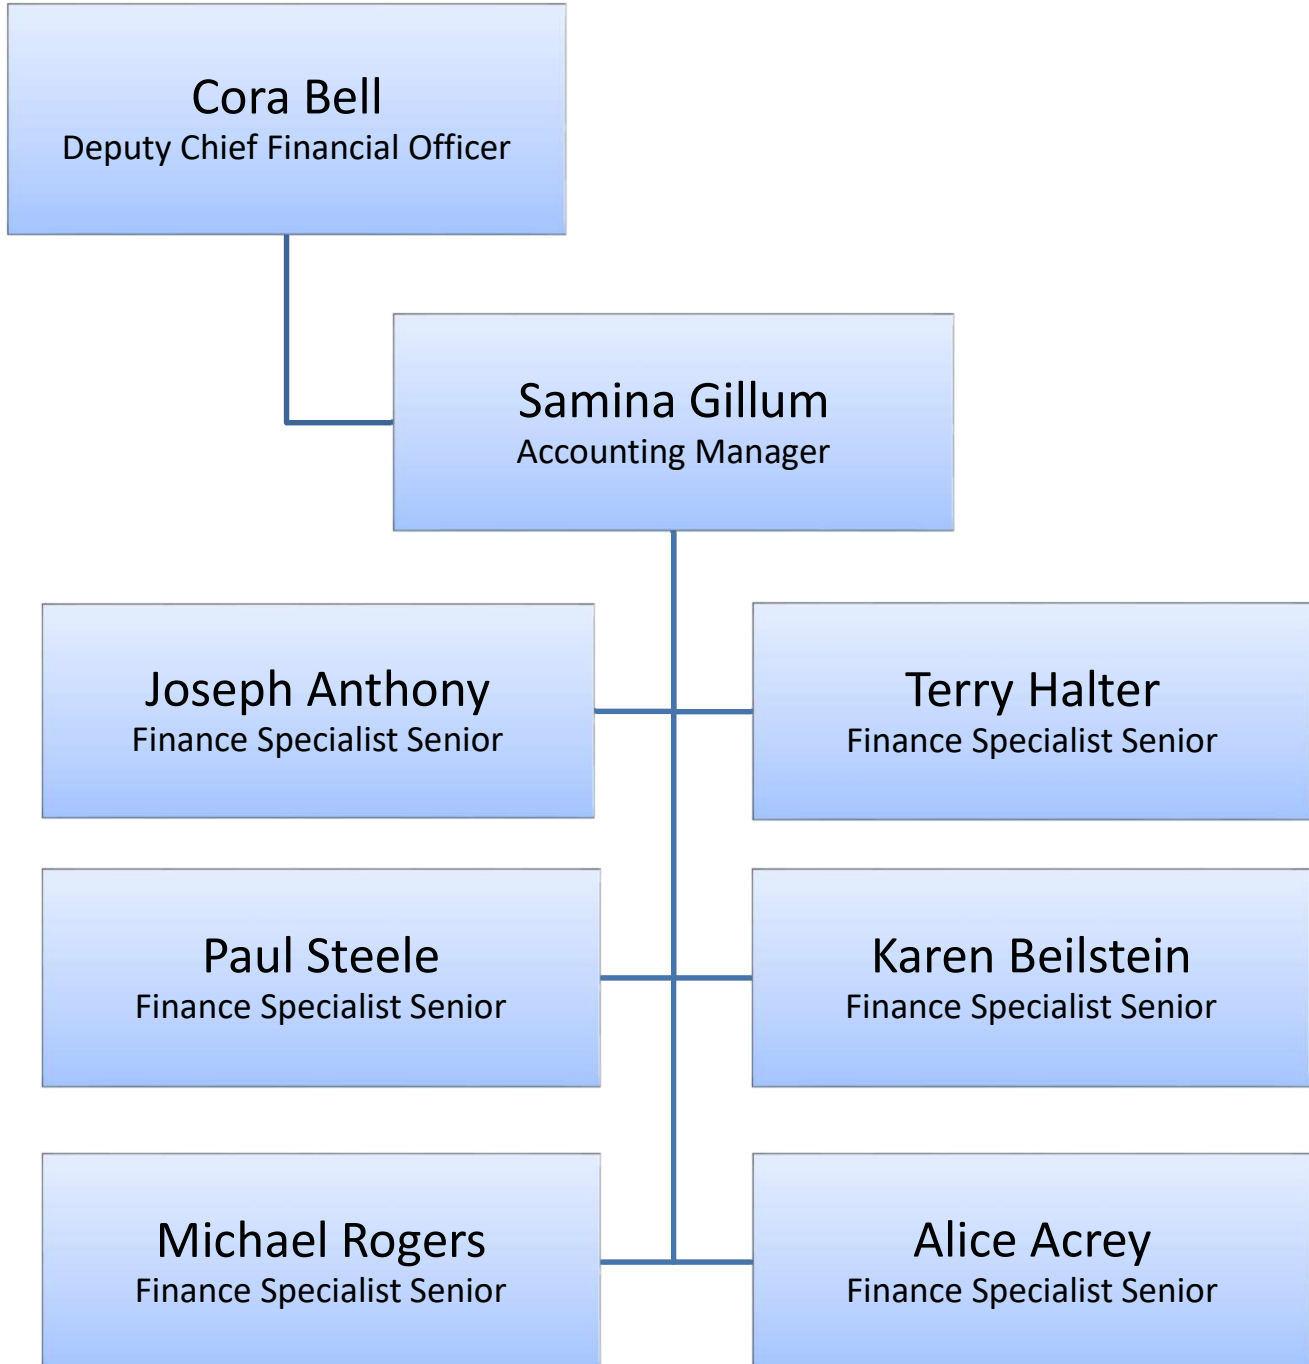 Cora Bell
Deputy Chief Financial Officer
Samina Gillum
Accounting Manager
Joseph Anthony
Finance Specialist Senior
Terry Halter
Finance Specialist Senior
Paul Steele
Finance Specialist Senior
Karen Beilstein
Finance Specialist Senior
Michael Rogers
Finance Specialist Senior
Alice Acrey
Finance Specialist Senior